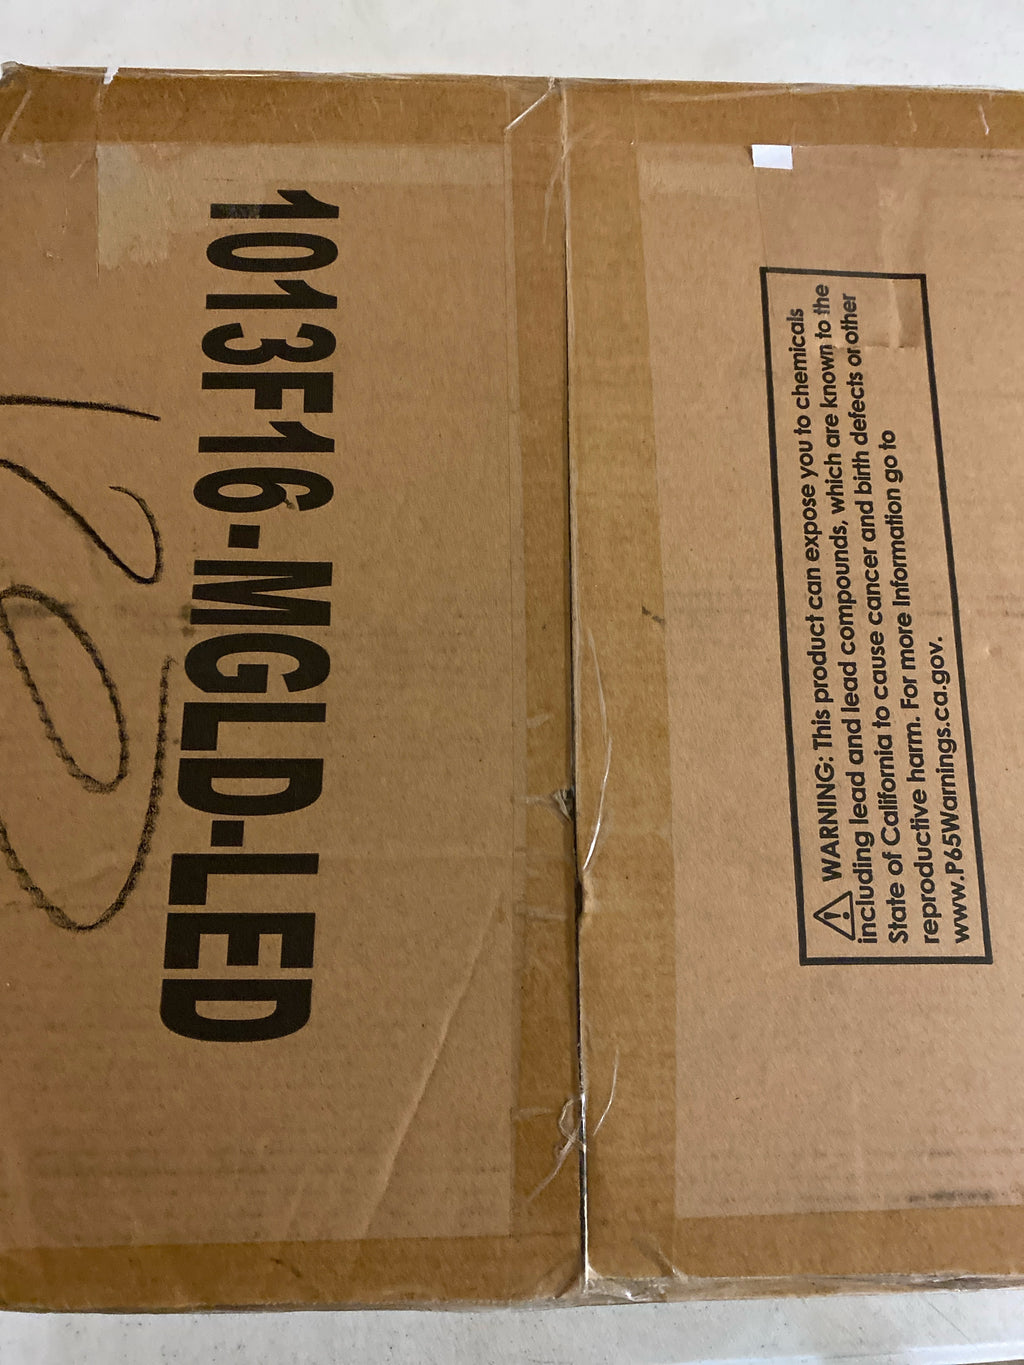 1013F16-MGLD-LED
⚠ WARNING: This product can expose you to chemicals
including lead and lead compounds, which are known to the
State of California to cause cancer and birth defects or other
reproductive harm. For more Information go to
www.P65Warnings.ca.gov.